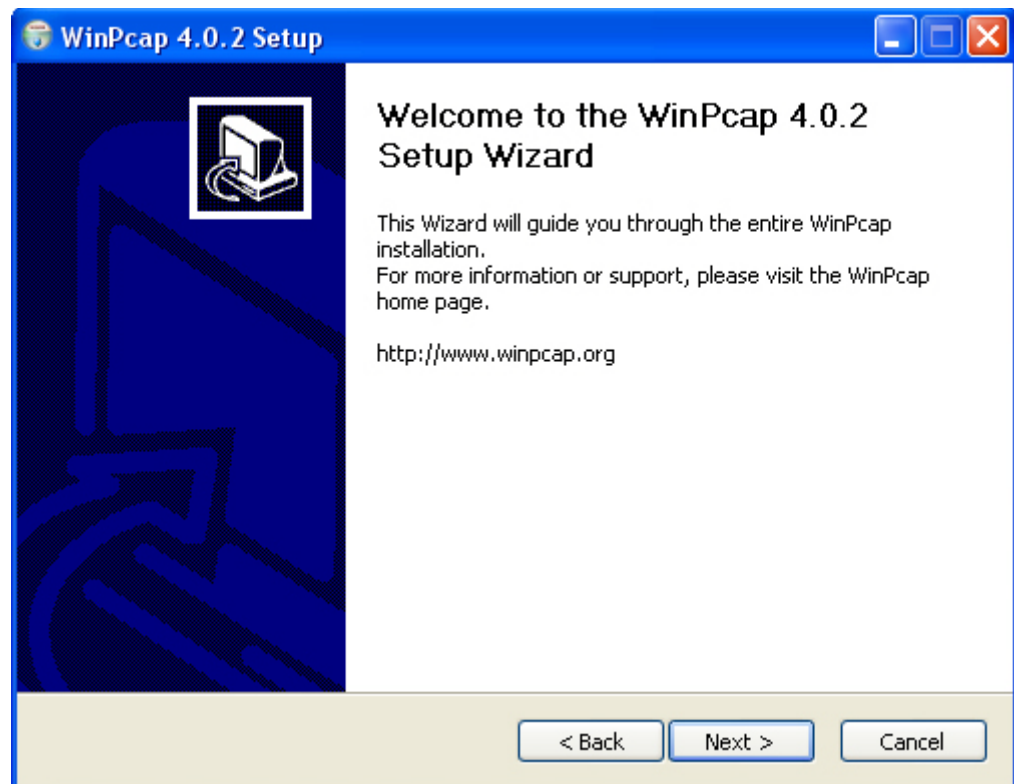 WinPcap 4.0.2 Setup
Welcome to the WinPcap 4.0.2
Setup Wizard
This Wizard will guide you through the entire WinPcap
installation.
For more information or support, please visit the WinPcap
home page.
http://www.winpcap.org
< Back
Next >
Cancel